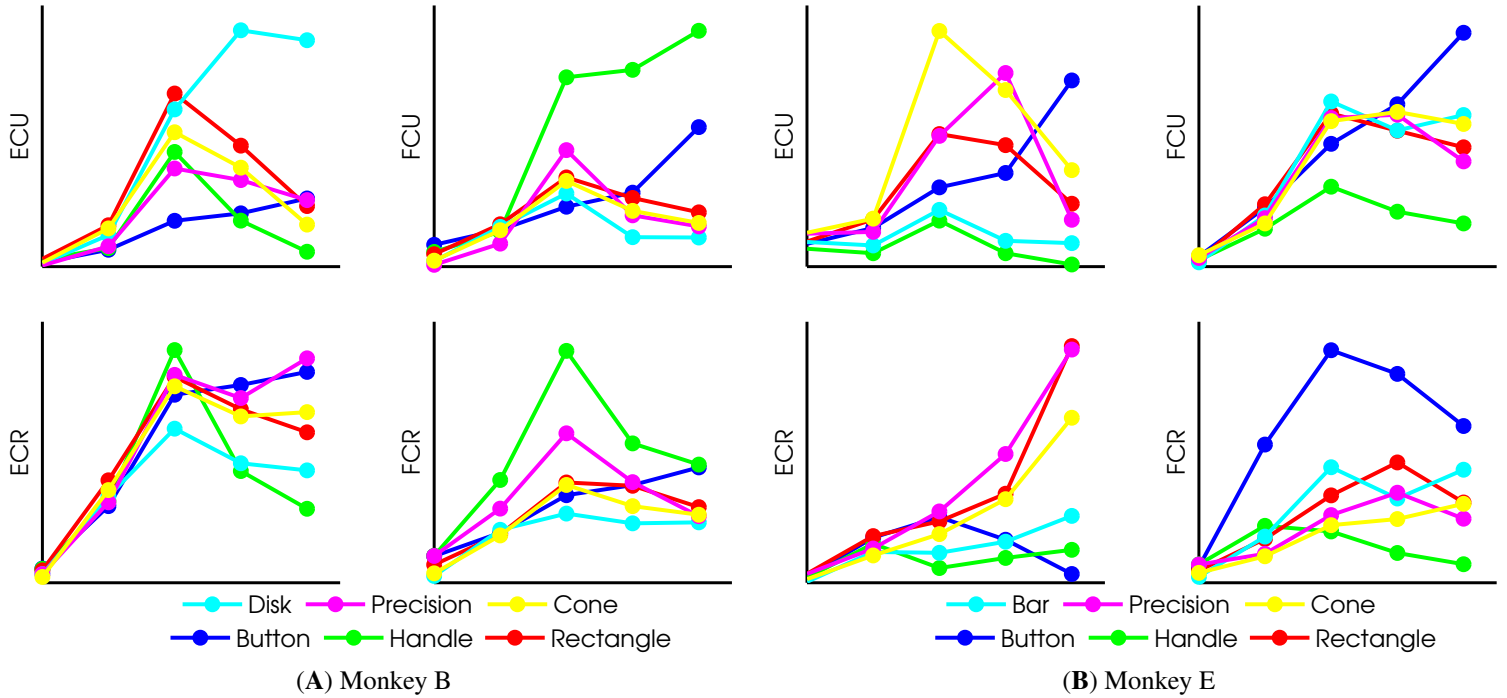 ECU
FCU
ECU
FCU
ECR
FCR
ECR
FCR
Disk Precision Cone
Button Handle Rectangle
Bar Precision Cone
Button Handle Rectangle
(A) Monkey B
(B) Monkey E